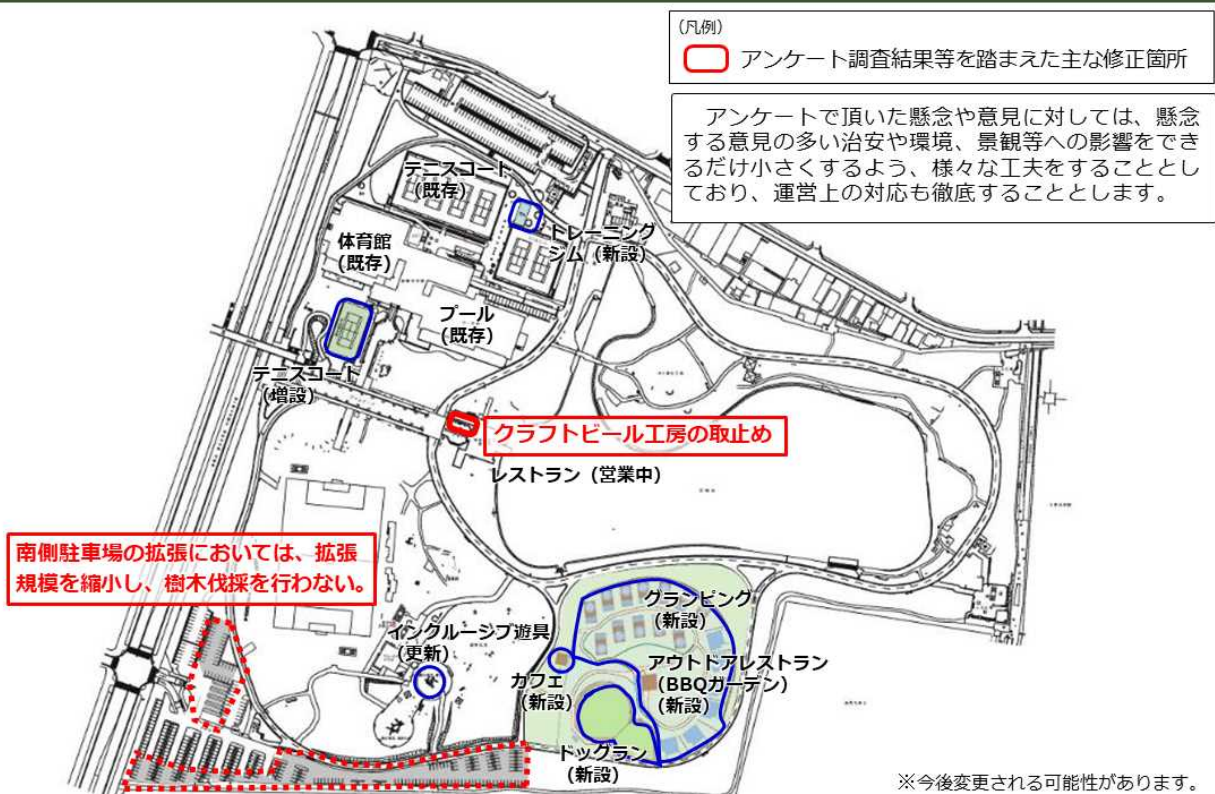 (凡例)
アンケート調査結果等を踏まえた主な修正箇所
アンケートで頂いた懸念や意見に対しては、懸念
する意見の多い治安や環境、景観等への影響をでき
るだけ小さくするよう、様々な工夫をすることとし
ており、運営上の対応も徹底することとします。
テニスコート
(既存)
トレーニング
ジム（新設）
体育館
(既存)
プール
(既存)
テニスコート
(増設)
クラフトビール工房の取止め
レストラン（営業中）
南側駐車場の拡張においては、拡張
規模を縮小し、樹木伐採を行わない。
グランピング
(新設)
インクルーシブ遊具
(更新)
カフェ
(新設)
アウトドアレストラン
(BBQガーデン)
(新設)
ドッグラン
(新設)
※今後変更される可能性があります。